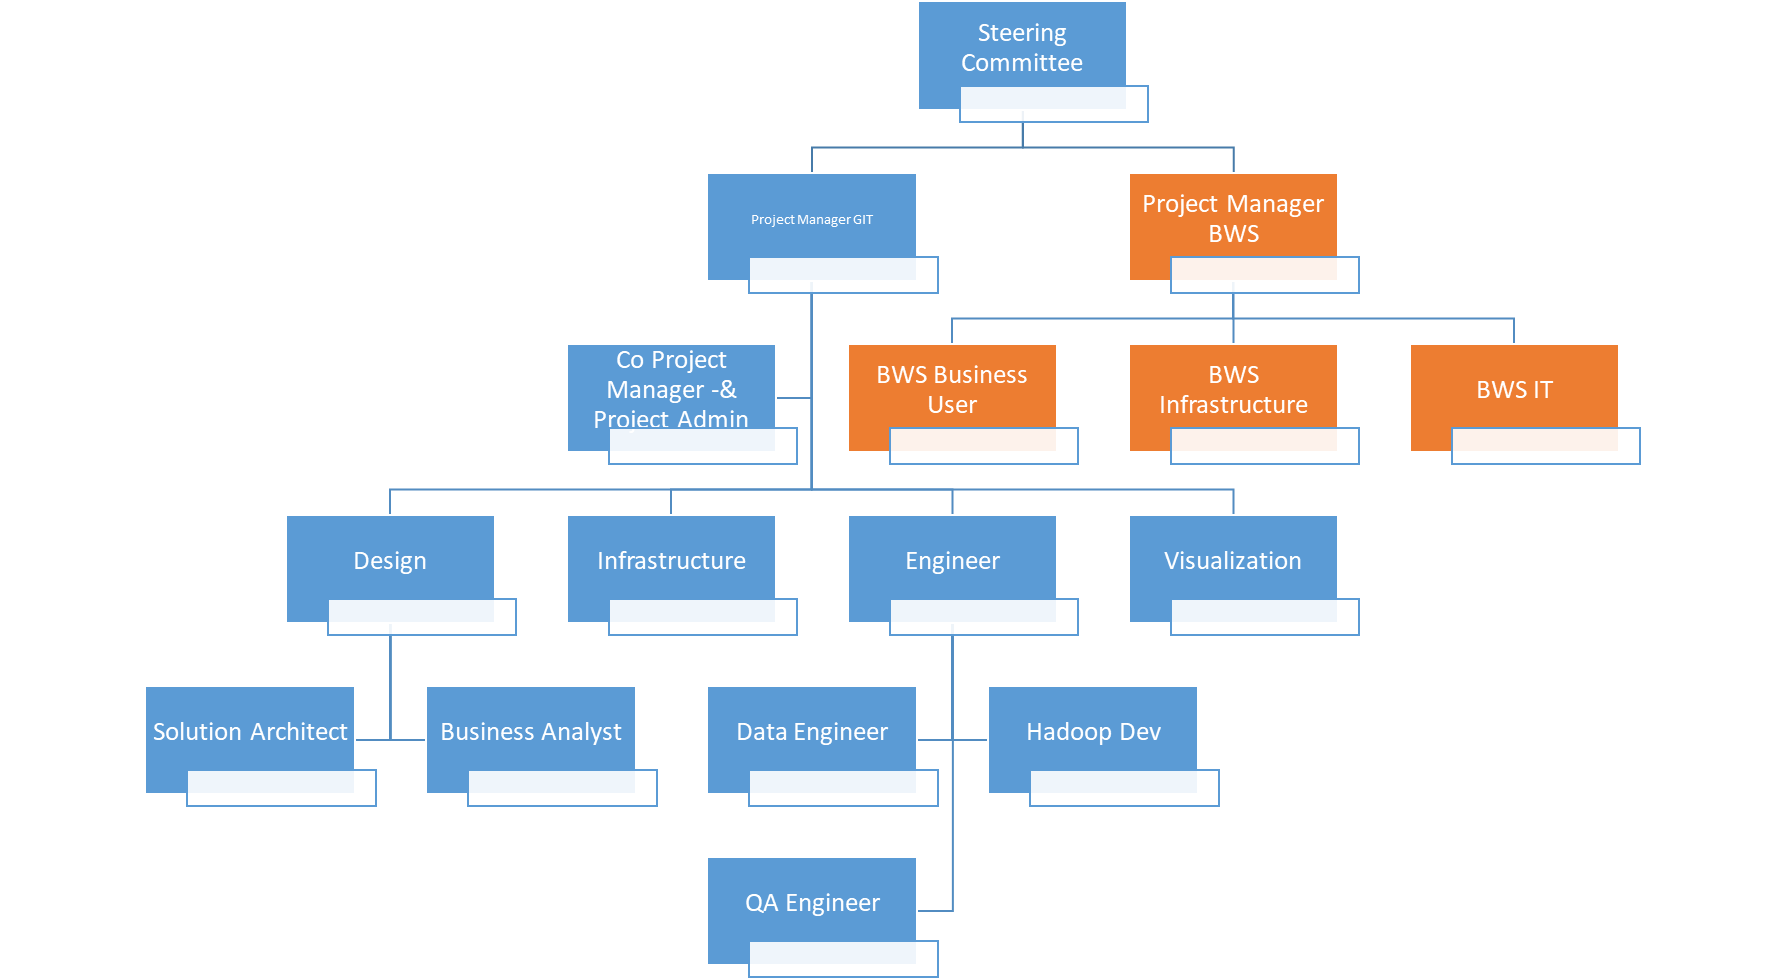 Steering
Committee
Project Manager GIT
Project Manager
BWS
Co Project
Manager -&
Project Admin
BWS Business
User
BWS
Infrastructure
BWS IT
Design
Infrastructure
Engineer
Visualization
Solution Architect
Business Analyst
Data Engineer
Hadoop Dev
QA Engineer